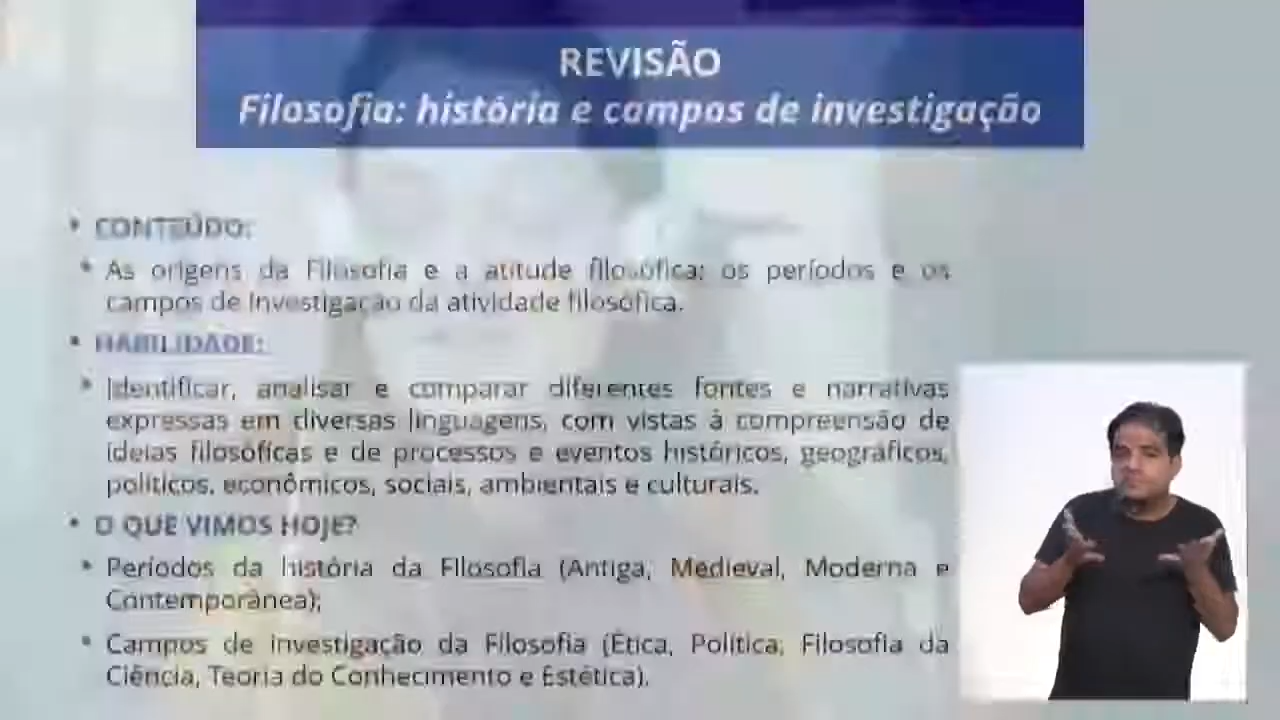 REVISÃO
Filosofia: história e campos de investigação
• CONTEÚDO:
• As origens da Filosofia e a atitude filosófica; os períodos e os
campos de investigação da atividade filosófica.
• HABILIDADE:
• Identificar, analisar e comparar diferentes fontes e narrativas
expressas em diversas linguagens, com vistas à compreensão de
ideias filosóficas e de processos e eventos históricos, geográficos,
políticos, econômicos, sociais, ambientais e culturais.
• O QUE VIMOS HOJE?
• Períodos da história da Filosofia (Antiga, Medieval, Moderna e
Contemporânea);
• Campos de investigação da Filosofia (Ética, Política, Filosofia da
Ciência, Teoria do Conhecimento e Estética).